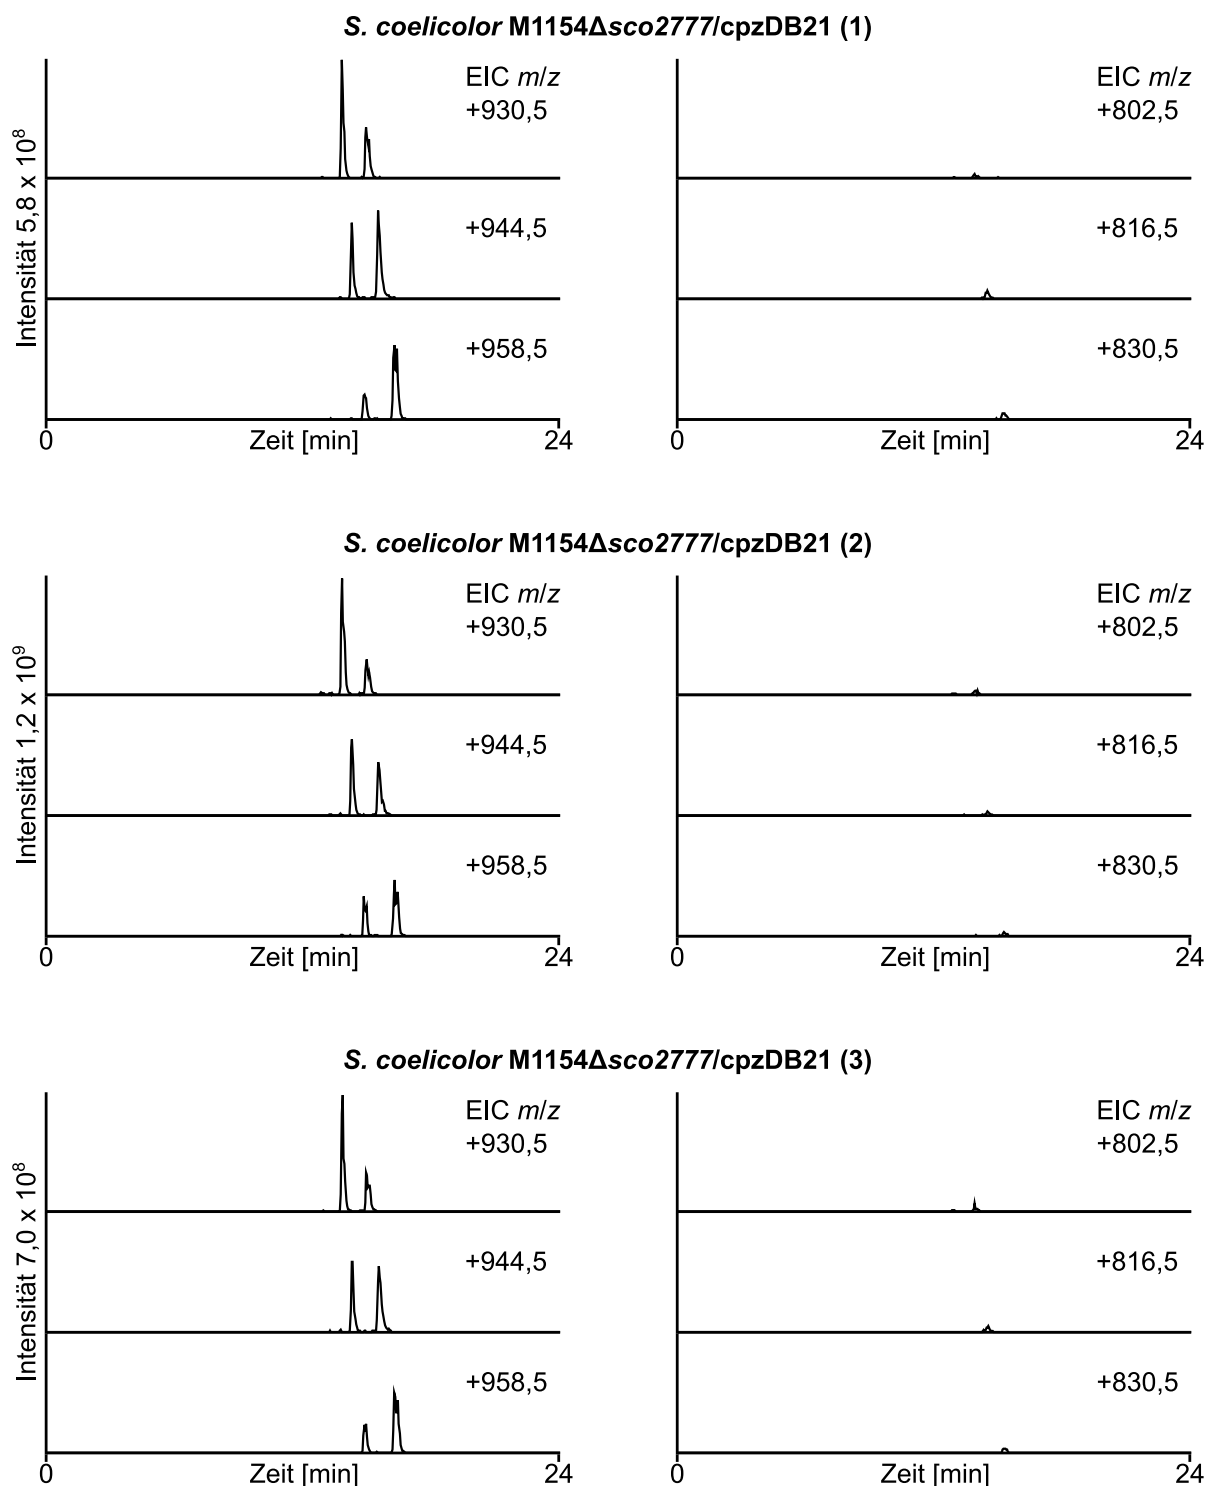 S. coelicolor M1154Δsco2777/cpzDB21 (1)
Intensität 5,8 x 10⁸
EIC m/z
+930,5
+944,5
+958,5
0
Zeit [min]
24
EIC m/z
+802,5
+816,5
+830,5
0
Zeit [min]
24
S. coelicolor M1154Δsco2777/cpzDB21 (2)
Intensität 1,2 x 10⁹
EIC m/z
+930,5
+944,5
+958,5
0
Zeit [min]
24
EIC m/z
+802,5
+816,5
+830,5
0
Zeit [min]
24
S. coelicolor M1154Δsco2777/cpzDB21 (3)
Intensität 7,0 x 10⁸
EIC m/z
+930,5
+944,5
+958,5
0
Zeit [min]
24
EIC m/z
+802,5
+816,5
+830,5
0
Zeit [min]
24